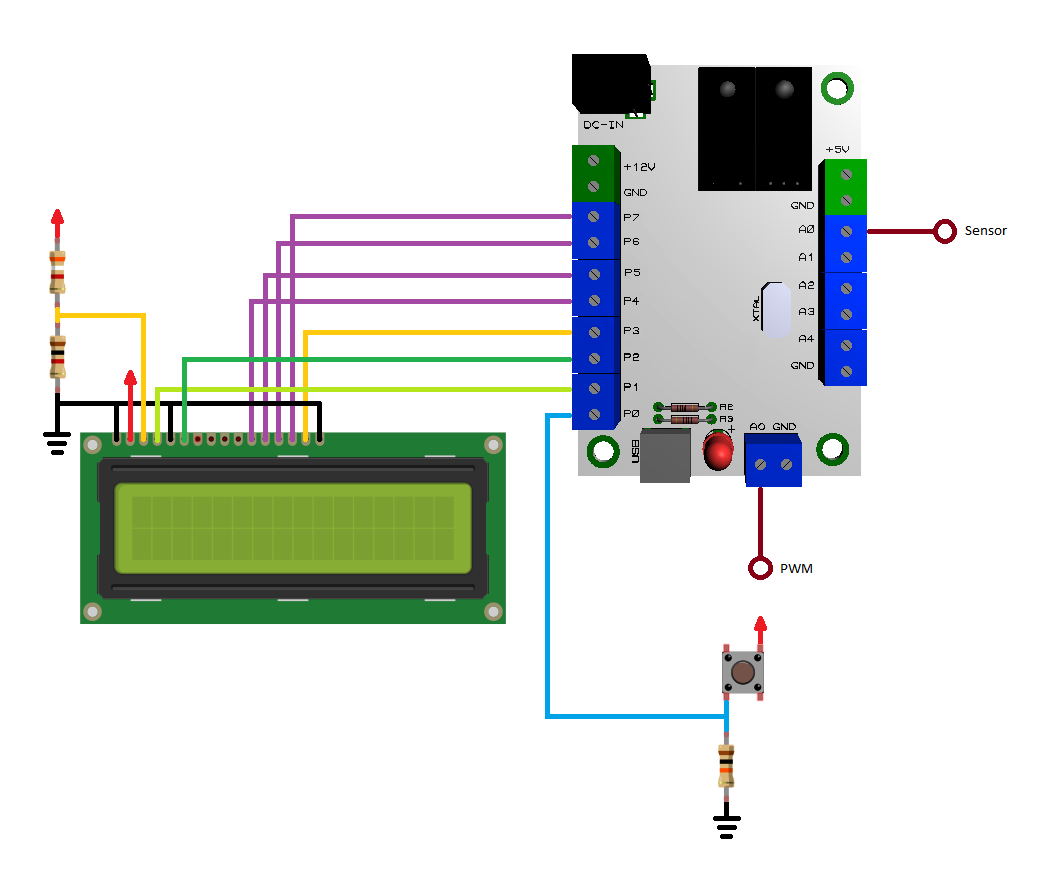 DC-IN
+12V
GND
P7
P6
P5
P4
P3
P2
P1
P0
+5V
GND
A0
A1
A2
A3
A4
GND
Sensor
XTAL
R2
R3
+
USB
AO GND
PWM